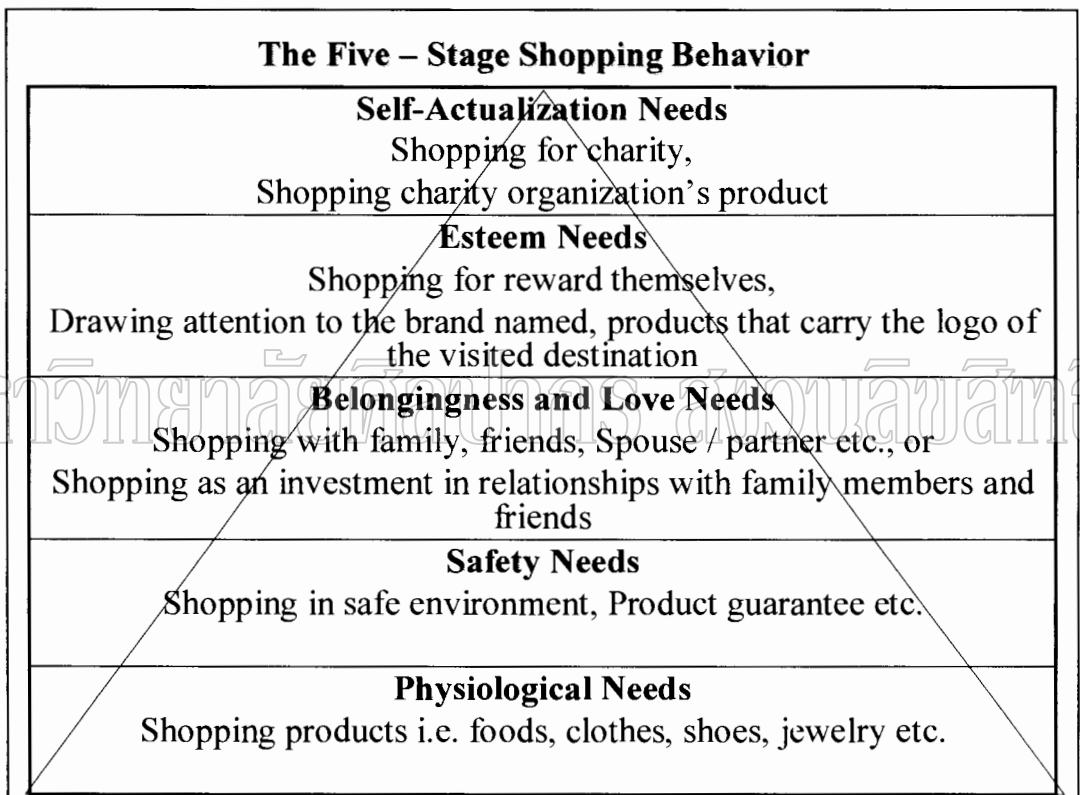 The Five – Stage Shopping Behavior
Self-Actualization Needs
Shopping for charity,
Shopping charity organization's product
Esteem Needs
Shopping for reward themselves,
Drawing attention to the brand named, products that carry the logo of
the visited destination
Belongingness and Love Needs
Shopping with family, friends, Spouse / partner etc., or
Shopping as an investment in relationships with family members and
friends
Safety Needs
Shopping in safe environment, Product guarantee etc.
Physiological Needs
Shopping products i.e. foods, clothes, shoes, jewelry etc.